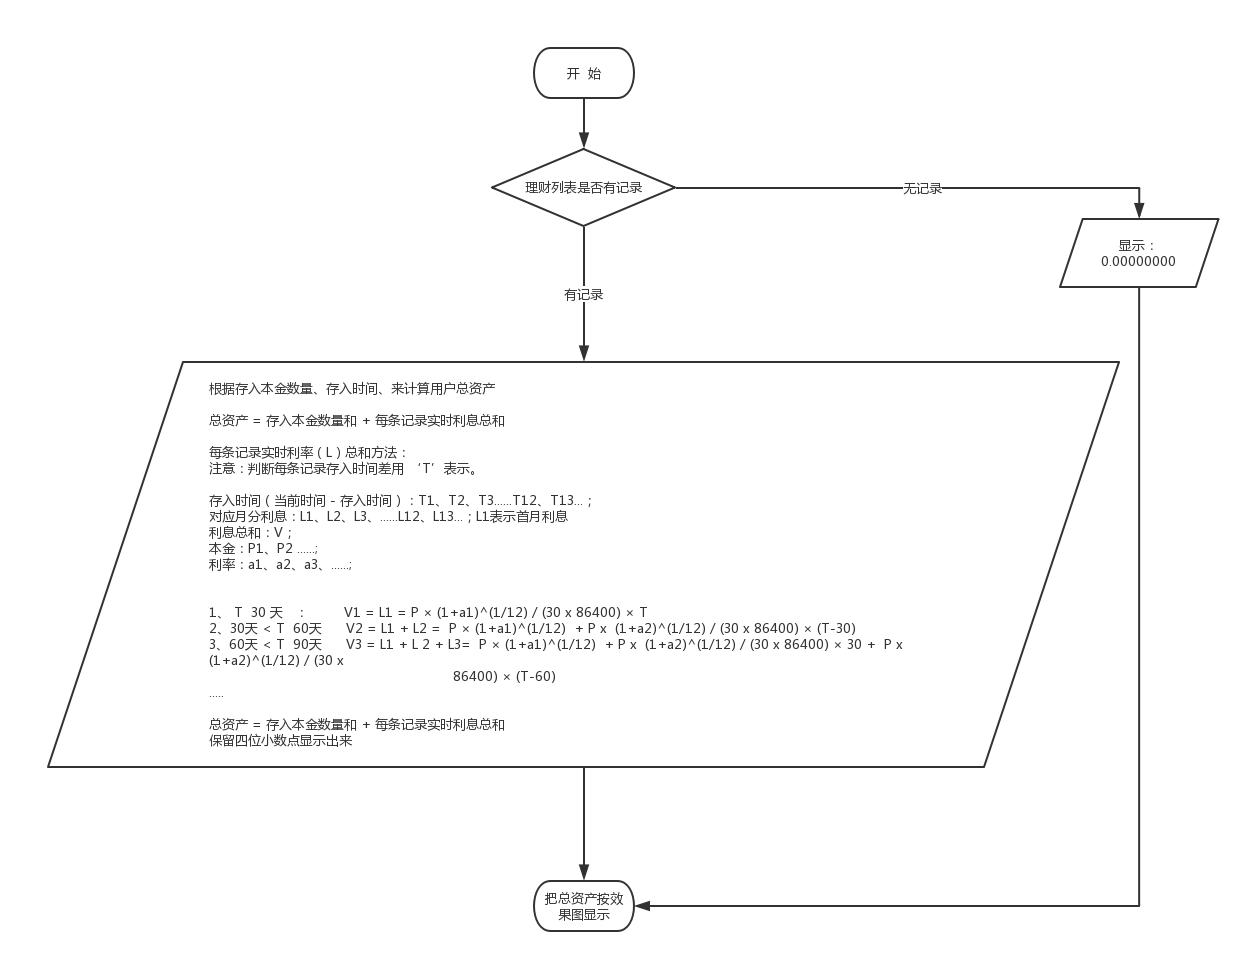 开 始
理财列表是否有记录
无记录
显示：
0.00000000
有记录
根据存入本金数量、存入时间、来计算用户总资产
总资产 = 存入本金数量和 + 每条记录实时利息总和
每条记录实时利率（L）总和方法：
注意：判断每条记录存入时间差用 ‘T’ 表示。
存入时间（当前时间 - 存入时间）：T1、T2、T3......T12、T13...；
对应月分利息：L1、L2、L3、......L12、L13...；L1表示首月利息
利息总和：V；
本金：P1、P2 ......;
利率：a1、a2、a3、......;
1、 T 30 天 ： V1 = L1 = P × (1+a1)^(1/12) / (30 x 86400) × T
2、30天 < T 60天 V2 = L1 + L2 = P × (1+a1)^(1/12) + P x (1+a2)^(1/12) / (30 x 86400) × (T-30)
3、60天 < T 90天 V3 = L1 + L 2 + L3= P × (1+a1)^(1/12) + P x (1+a2)^(1/12) / (30 x 86400) × 30 + P x
(1+a2)^(1/12) / (30 x
86400) × (T-60)
.....
总资产 = 存入本金数量和 + 每条记录实时利息总和
保留四位小数点显示出来
把总资产按效
果图显示